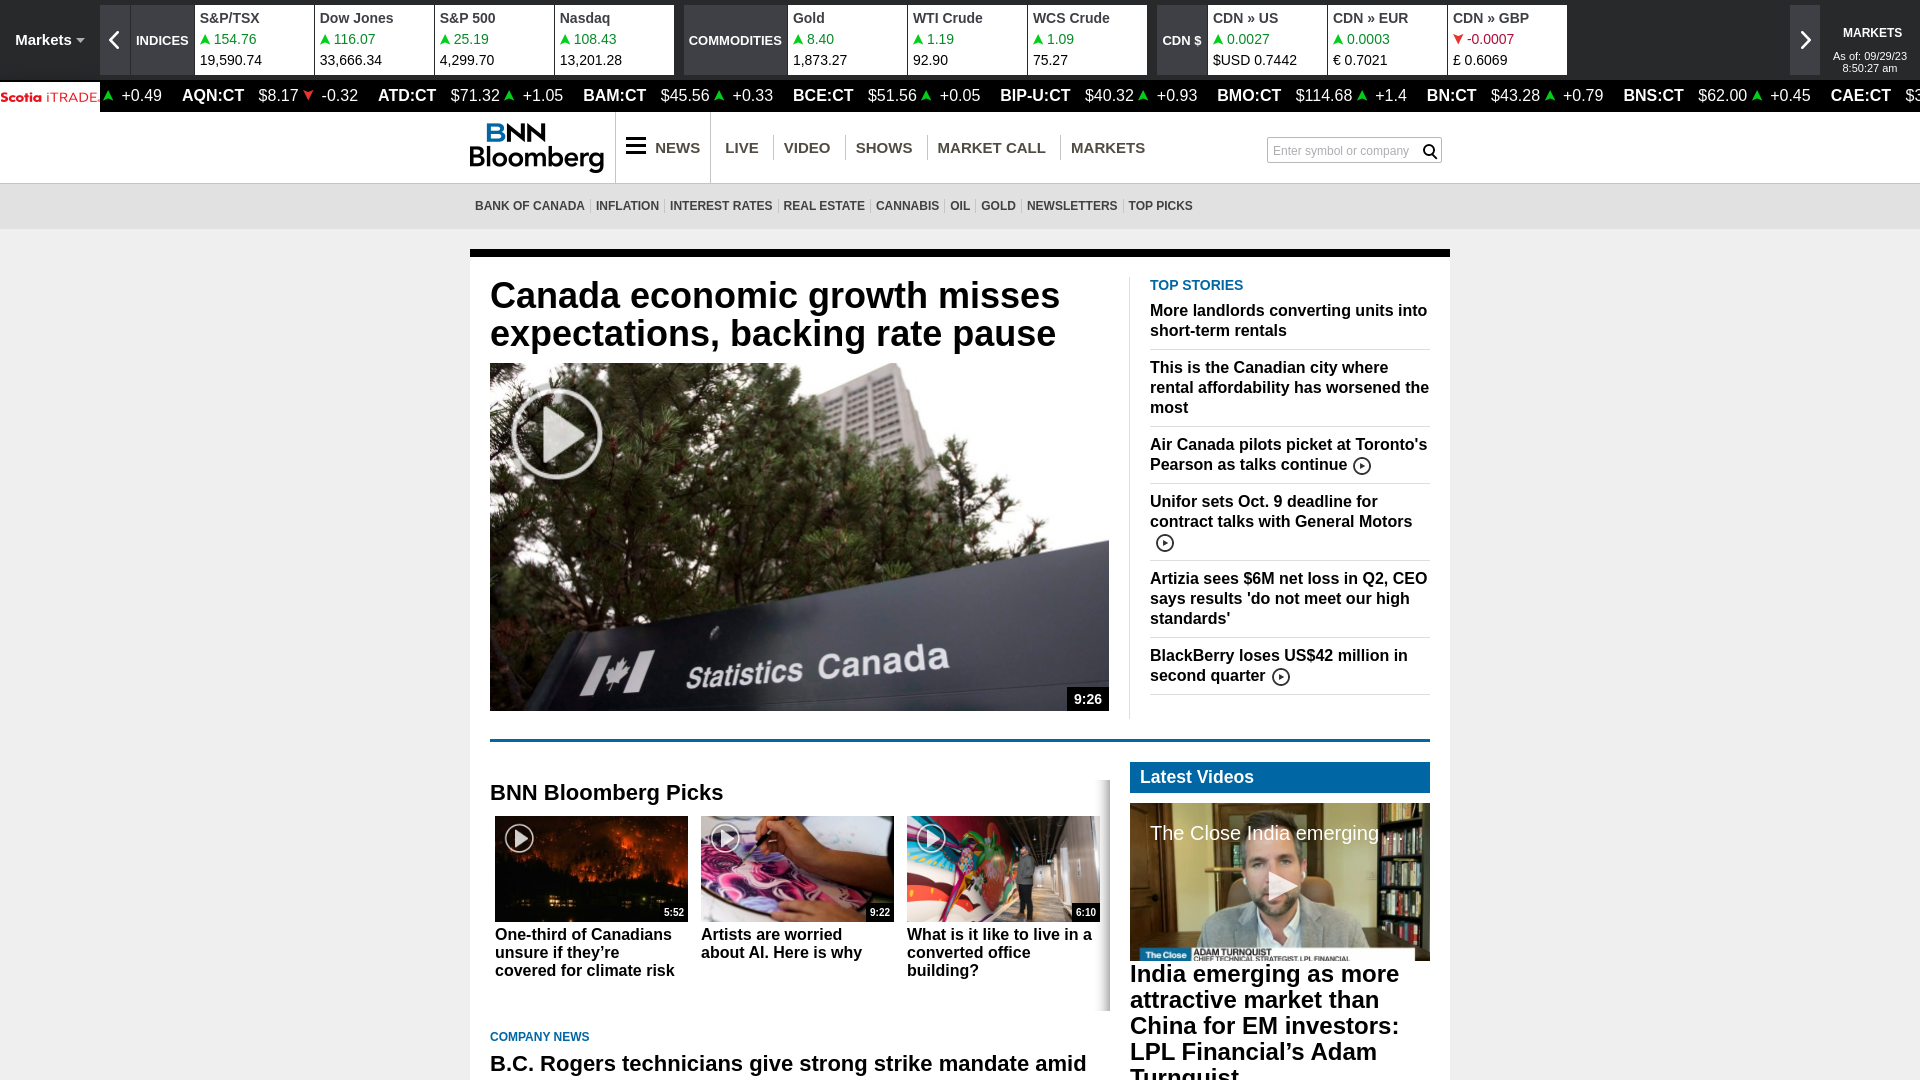 Markets
INDICES
S&P/TSX
154.76
19,590.74
Dow Jones
116.07
33,666.34
S&P 500
25.19
4,299.70
Nasdaq
108.43
13,201.28
COMMODITIES
Gold
8.40
1,873.27
WTI Crude
1.19
92.90
WCS Crude
1.09
75.27
CDN $
CDN » US
0.0027
$USD 0.7442
CDN » EUR
0.0003
€ 0.7021
CDN » GBP
-0.0007
£ 0.6069
MARKETS
As of: 09/29/23
8:50:27 am
Scotia iTRADE
+0.49 AQN:CT $8.17 -0.32 ATD:CT $71.32 +1.05 BAM:CT $45.56 +0.33 BCE:CT $51.56 +0.05 BIP-U:CT $40.32 +0.93 BMO:CT $114.68 +1.4 BN:CT $43.28 +0.79 BNS:CT $62.00 +0.45 CAE:CT $3
BNN
Bloomberg
NEWS LIVE VIDEO SHOWS MARKET CALL MARKETS
Enter symbol or company
BANK OF CANADA INFLATION INTEREST RATES REAL ESTATE CANNABIS OIL GOLD NEWSLETTERS TOP PICKS
Canada economic growth misses
expectations, backing rate pause
Statistics Canada
9:26
TOP STORIES
More landlords converting units into
short-term rentals
This is the Canadian city where
rental affordability has worsened the
most
Air Canada pilots picket at Toronto's
Pearson as talks continue
Unifor sets Oct. 9 deadline for
contract talks with General Motors
Artizia sees $6M net loss in Q2, CEO
says results 'do not meet our high
standards'
BlackBerry loses US$42 million in
second quarter
BNN Bloomberg Picks
5:52
One-third of Canadians
unsure if they’re
covered for climate risk
9:22
Artists are worried
about AI. Here is why
6:10
What is it like to live in a
converted office
building?
COMPANY NEWS
B.C. Rogers technicians give strong strike mandate amid
Latest Videos
The Close India emerging ...
The Close
ADAM TURNQUIST
CHIEF TECHNICAL STRATEGIST, LPL FINANCIAL
India emerging as more
attractive market than
China for EM investors:
LPL Financial’s Adam
Turnquist